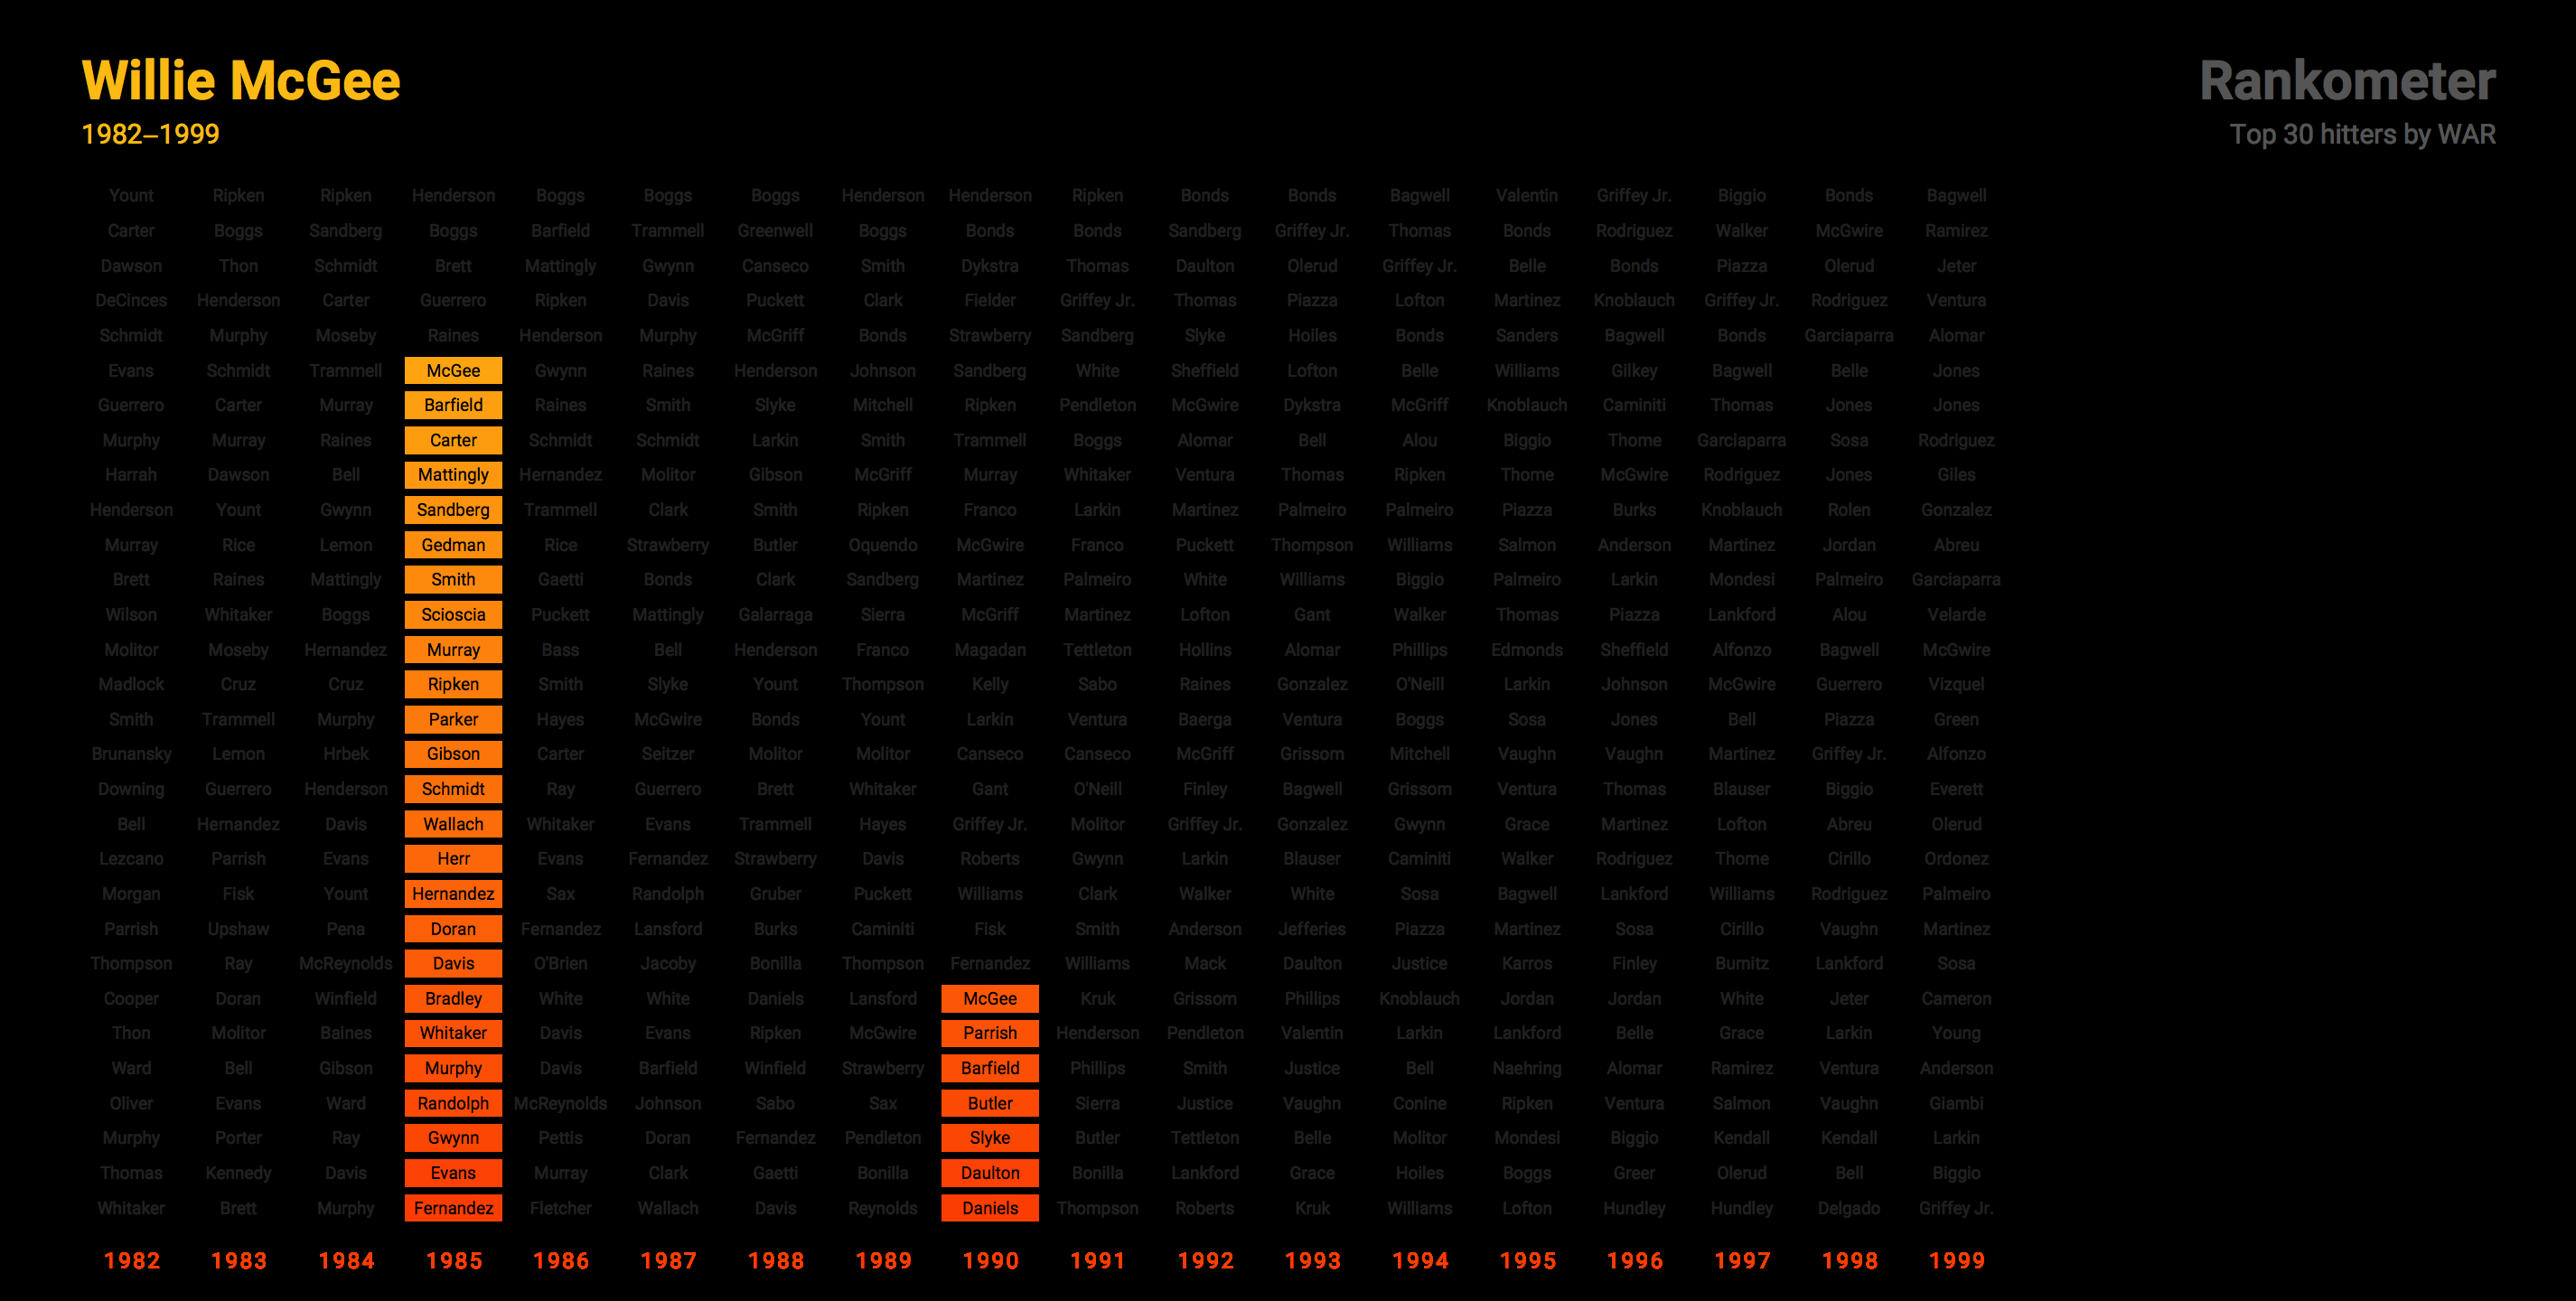 Willie McGee
1982–1999
Rankometer
Top 30 hitters by WAR
Yount Ripken Ripken Henderson Boggs Boggs Boggs Henderson Henderson Ripken Bonds Bonds Bagwell Valentin Griffey Jr. Biggio Bonds Bagwell
Carter Boggs Sandberg Boggs Barfield Trammell Greenwell Boggs Bonds Bonds Sandberg Griffey Jr. Thomas Bonds Rodriguez Walker McGwire Ramirez
Dawson Thon Schmidt Brett Mattingly Gwynn Canseco Smith Dykstra Thomas Daulton Olerud Griffey Jr. Belle Bonds Piazza Olerud Jeter
DeCinces Henderson Carter Guerrero Ripken Davis Puckett Clark Fielder Griffey Jr. Thomas Piazza Lofton Martinez Knoblauch Griffey Jr. Rodriguez Ventura
Schmidt Murphy Moseby Raines Henderson Murphy McGriff Bonds Strawberry Sandberg Slyke Hoiles Bonds Sanders Bagwell Bonds Garciaparra Alomar
Evans Schmidt Trammell McGee Gwynn Raines Henderson Johnson Sandberg White Sheffield Lofton Belle Williams Gilkey Bagwell Belle Jones
Guerrero Carter Murray Barfield Raines Smith Slyke Mitchell Ripken Pendleton McGwire Dykstra McGriff Knoblauch Caminiti Thomas Jones Jones
Murphy Murray Raines Carter Schmidt Schmidt Larkin Smith Trammell Boggs Alomar Bell Alou Biggio Thome Garciaparra Sosa Rodriguez
Harrah Dawson Bell Mattingly Hernandez Molitor Gibson McGriff Murray Whitaker Ventura Thomas Ripken Thome McGwire Rodriguez Jones Giles
Henderson Yount Gwynn Sandberg Trammell Clark Smith Ripken Franco Larkin Martinez Palmeiro Palmeiro Piazza Burks Knoblauch Rolen Gonzalez
Murray Rice Lemon Gedman Rice Strawberry Butler Oquendo McGwire Franco Puckett Thompson Williams Salmon Anderson Martinez Jordan Abreu
Brett Raines Mattingly Smith Gaetti Bonds Clark Sandberg Martinez Palmeiro White Williams Biggio Palmeiro Larkin Mondesi Palmeiro Garciaparra
Wilson Whitaker Boggs Scioscia Puckett Mattingly Galarraga Sierra McGriff Martinez Lofton Gant Walker Thomas Piazza Lankford Alou Velarde
Molitor Moseby Hernandez Murray Bass Bell Henderson Franco Magadan Tettleton Hollins Alomar Phillips Edmonds Sheffield Alfonzo Bagwell McGwire
Madlock Cruz Cruz Ripken Smith Slyke Yount Thompson Kelly Sabo Raines Gonzalez O'Neill Larkin Johnson McGwire Guerrero Vizquel
Smith Trammell Murphy Parker Hayes McGwire Bonds Yount Larkin Ventura Baerga Ventura Boggs Sosa Jones Bell Piazza Green
Brunansky Lemon Hrbek Gibson Carter Seitzer Molitor Molitor Canseco Canseco McGriff Grissom Mitchell Vaughn Vaughn Martinez Griffey Jr. Alfonzo
Downing Guerrero Henderson Schmidt Ray Guerrero Brett Whitaker Gant O'Neill Finley Bagwell Grissom Ventura Thomas Blauser Biggio Everett
Bell Hernandez Davis Wallach Whitaker Evans Trammell Hayes Griffey Jr. Molitor Griffey Jr. Gonzalez Gwynn Grace Martinez Lofton Abreu Olerud
Lezcano Parrish Evans Herr Evans Fernandez Strawberry Davis Roberts Gwynn Larkin Blauser Caminiti Walker Rodriguez Thome Cirillo Ordonez
Morgan Fisk Yount Hernandez Sax Randolph Gruber Puckett Williams Clark Walker White Sosa Bagwell Lankford Williams Rodriguez Palmeiro
Parrish Upshaw Pena Doran Fernandez Lansford Burks Caminiti Fisk Smith Anderson Jefferies Piazza Martinez Sosa Cirillo Vaughn Martinez
Thompson Ray McReynolds Davis O'Brien Jacoby Bonilla Thompson Fernandez Williams Mack Daulton Justice Karros Finley Burnitz Lankford Sosa
Cooper Doran Winfield Bradley White White Daniels Lansford McGee Kruk Grissom Phillips Knoblauch Jordan Jordan White Jeter Cameron
Thon Molitor Baines Whitaker Davis Evans Ripken McGwire Parrish Henderson Pendleton Valentin Larkin Lankford Belle Grace Larkin Young
Ward Bell Gibson Murphy Davis Barfield Winfield Strawberry Barfield Phillips Smith Justice Bell Naehring Alomar Ramirez Ventura Anderson
Oliver Evans Ward Randolph McReynolds Johnson Sabo Sax Butler Sierra Justice Vaughn Conine Ripken Ventura Salmon Vaughn Giambi
Murphy Porter Ray Gwynn Pettis Doran Fernandez Pendleton Slyke Butler Tettleton Belle Molitor Mondesi Biggio Kendall Kendall Larkin
Thomas Kennedy Davis Evans Murray Clark Gaetti Bonilla Daulton Bonilla Lankford Grace Hoiles Boggs Greer Olerud Bell Biggio
Whitaker Brett Murphy Fernandez Fletcher Wallach Davis Reynolds Daniels Thompson Roberts Kruk Williams Lofton Hundley Hundley Delgado Griffey Jr.
1982 1983 1984 1985 1986 1987 1988 1989 1990 1991 1992 1993 1994 1995 1996 1997 1998 1999